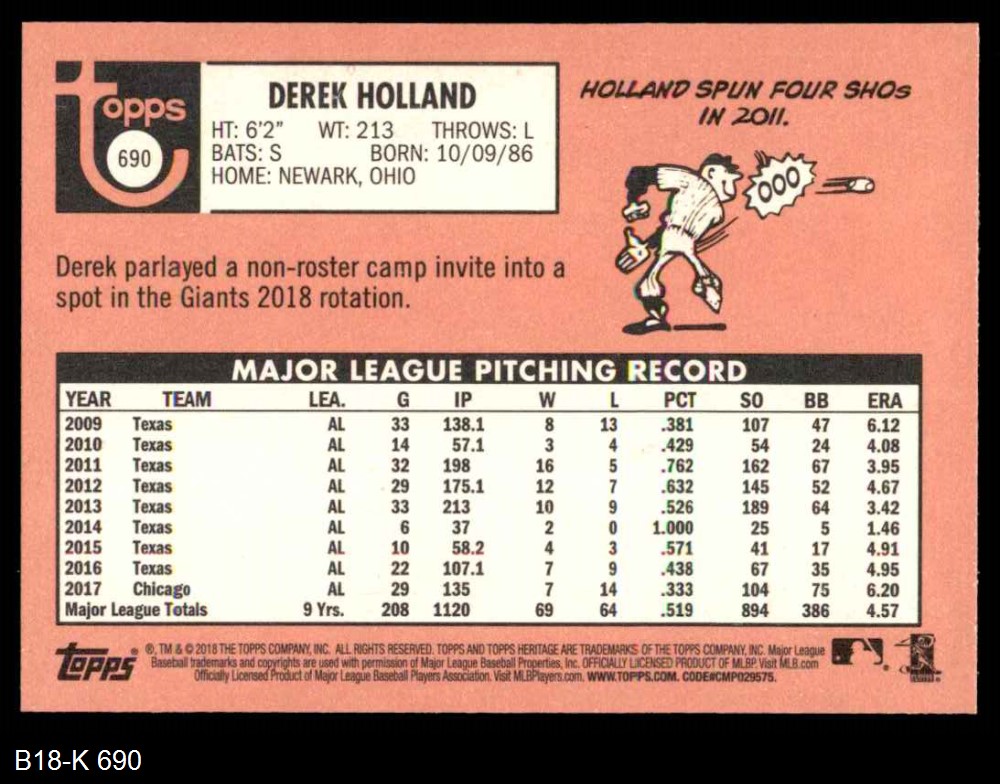 topps
690
DEREK HOLLAND
HT: 6'2" WT: 213 THROWS: L
BATS: S BORN: 10/09/86
HOME: NEWARK, OHIO
HOLLAND SPUN FOUR SHOs
IN 2011.
000
Derek parlayed a non-roster camp invite into a
spot in the Giants 2018 rotation.
MAJOR LEAGUE PITCHING RECORD
YEAR TEAM LEA. G IP W L PCT SO BB ERA
2009 Texas AL 33 138.1 8 13 .381 107 47 6.12
2010 Texas AL 14 57.1 3 4 .429 54 24 4.08
2011 Texas AL 32 198 16 5 .762 162 67 3.95
2012 Texas AL 29 175.1 12 7 .632 145 52 4.67
2013 Texas AL 33 213 10 9 .526 189 64 3.42
2014 Texas AL 6 37 2 0 1.000 25 5 1.46
2015 Texas AL 10 58.2 4 3 .571 41 17 4.91
2016 Texas AL 22 107.1 7 9 .438 67 35 4.95
2017 Chicago AL 29 135 7 14 .333 104 75 6.20
Major League Totals 9 Yrs. 208 1120 69 64 .519 894 386 4.57
topps
®, TM & © 2018 THE TOPPS COMPANY, INC. ALL RIGHTS RESERVED. TOPPS AND TOPPS HERITAGE ARE TRADEMARKS OF THE TOPPS COMPANY, INC. Major League
Baseball trademarks and copyrights are used with permission of Major League Baseball Properties, Inc. OFFICIALLY LICENSED PRODUCT OF MLBP. Visit MLB.com
Officially Licensed Product of Major League Baseball Players Association. Visit MLBPlayers.com. WWW.TOPPS.COM. CODE#CMP029575.
B18-K 690